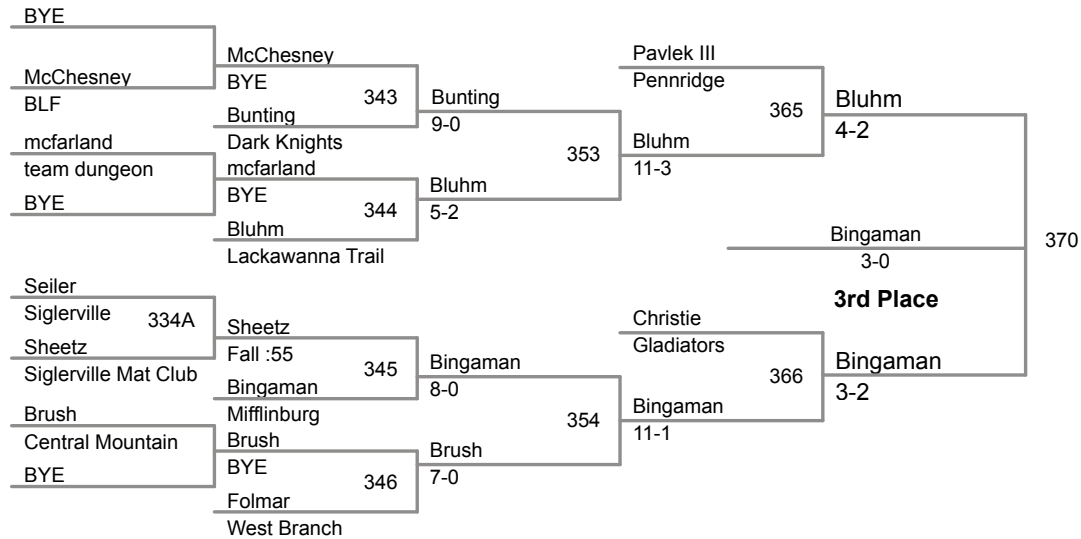 BYE
McChesney
BLF
mcfarland
team dungeon
BYE
Seiler
Siglerville
334A
Sheetz
Siglerville Mat Club
Brush
Central Mountain
BYE
McChesney
BYE
343
Bunting
Dark Knights
mcfarland
BYE
344
Bluhm
Lackawanna Trail
Sheetz
Fall :55
345
Bingaman
Mifflinburg
Brush
BYE
346
Folmar
West Branch
Bunting
9-0
353
Bluhm
5-2
Bingaman
8-0
354
Brush
7-0
Pavlek III
Pennridge
365
Bluhm
11-3
Christie
Gladiators
366
Bingaman
11-1
Bluhm
4-2
Bingaman
3-0
370
3rd Place
Bingaman
3-2